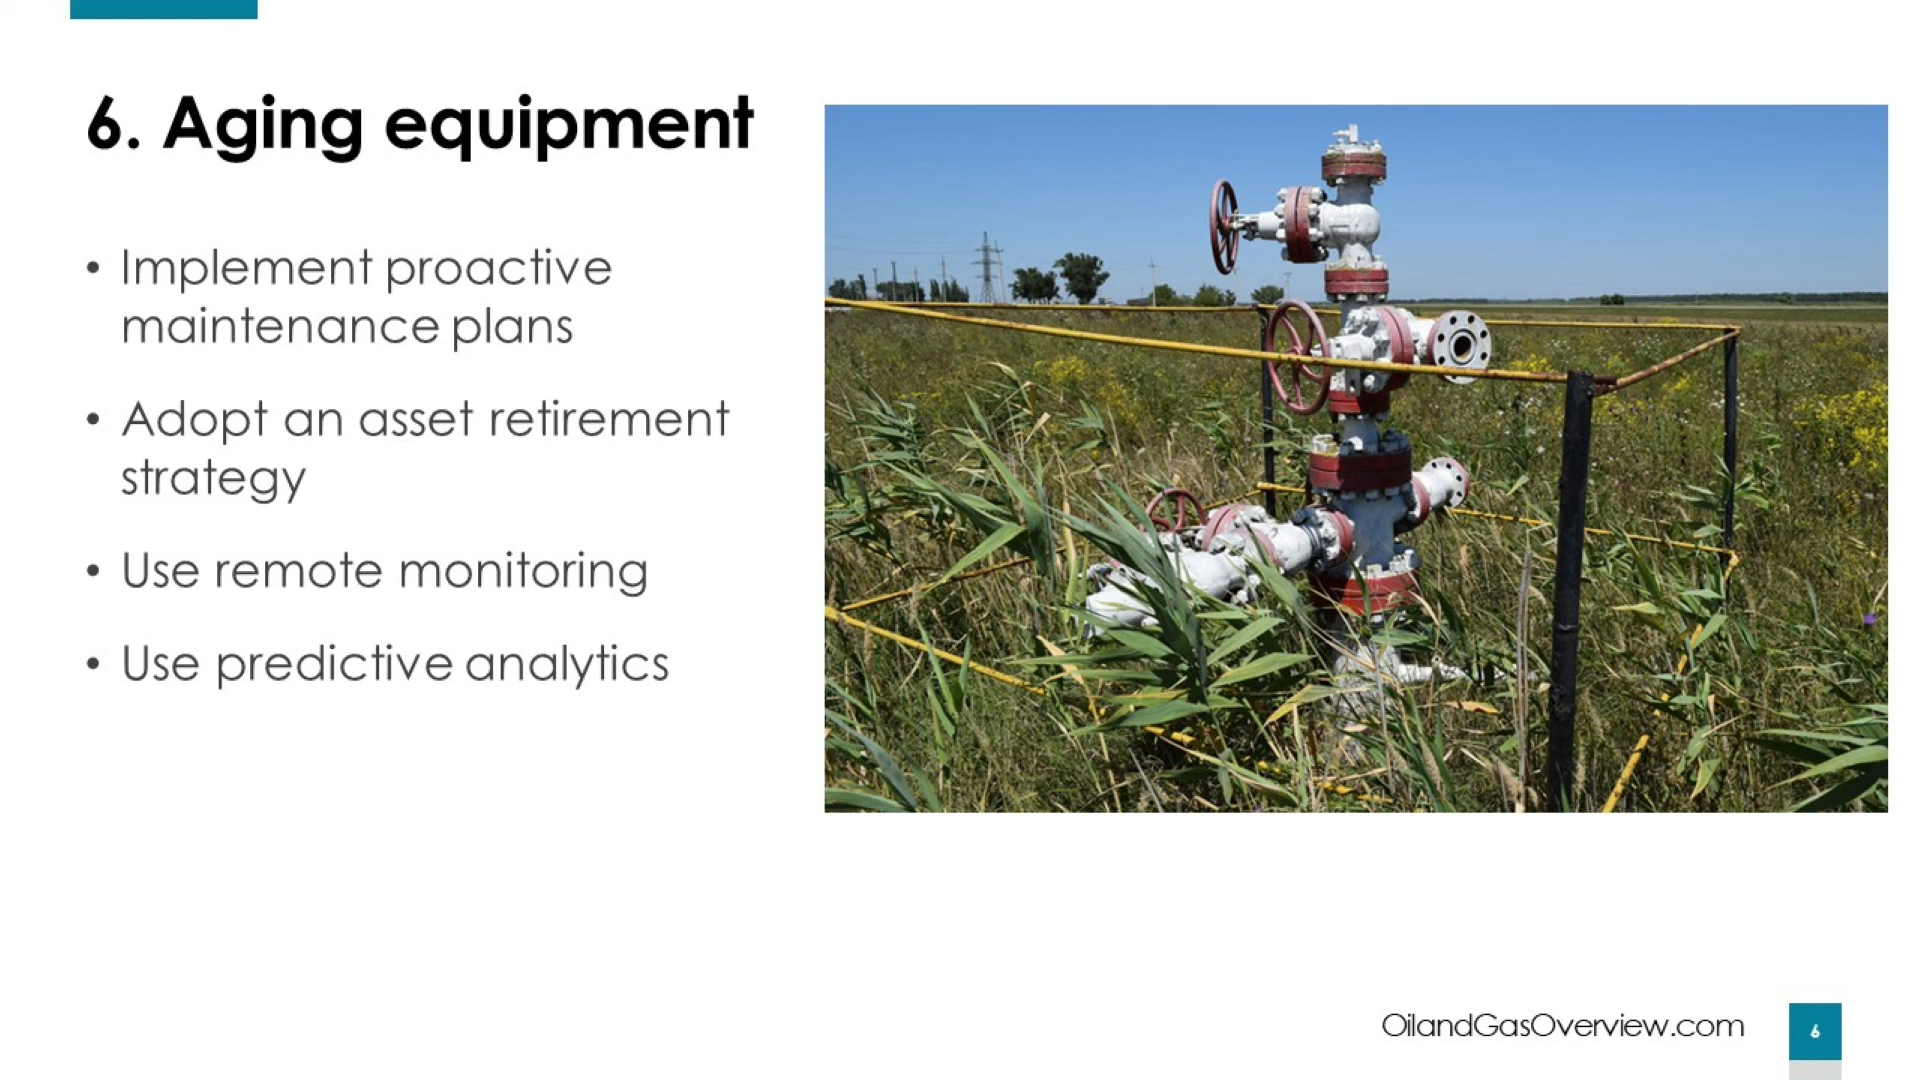 6. Aging equipment
• Implement proactive
maintenance plans
• Adopt an asset retirement
strategy
• Use remote monitoring
• Use predictive analytics
OilandGasOverview.com
6